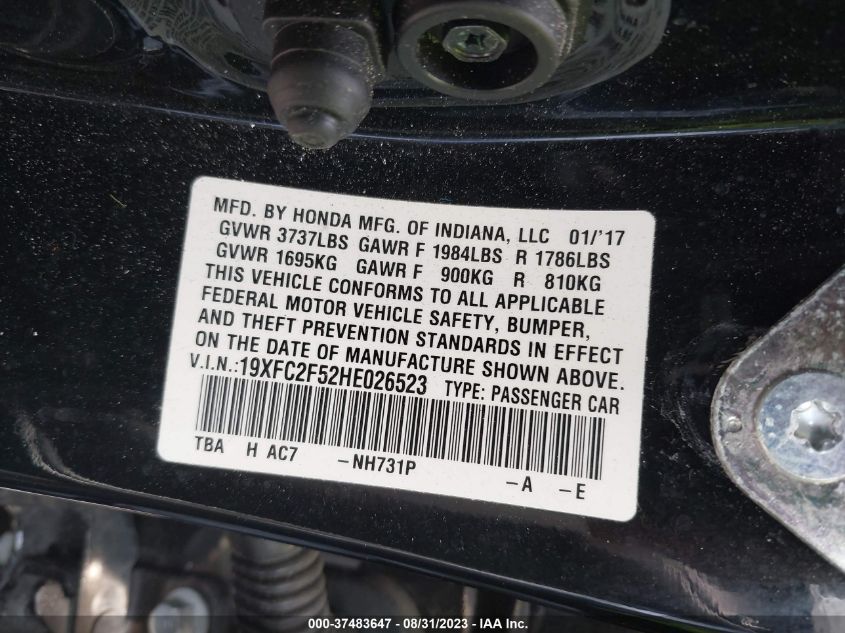 MFD. BY HONDA MFG. OF INDIANA, LLC 01/'17
GVWR 3737LBS GAWR F 1984LBS R 1786LBS
GVWR 1695KG GAWR F 900KG R 810KG
THIS VEHICLE CONFORMS TO ALL APPLICABLE
FEDERAL MOTOR VEHICLE SAFETY, BUMPER,
AND THEFT PREVENTION STANDARDS IN EFFECT
ON THE DATE OF MANUFACTURE SHOWN ABOVE.
V.I.N.:19XFC2F52HE026523 TYPE: PASSENGER CAR
TBA H AC7 -NH731P -A -E
000-37483647 - 08/31/2023 - IAA Inc.